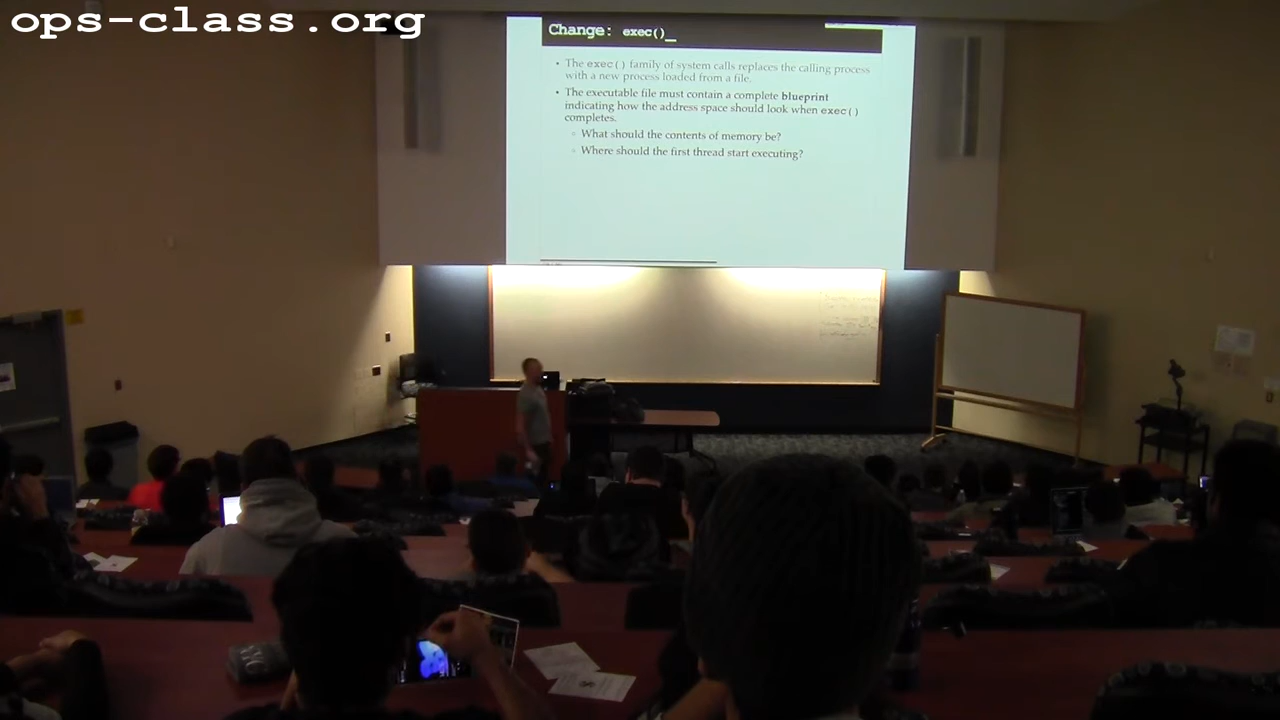 ops-class.org
Change: exec()_
• The exec() family of system calls replaces the calling process
with a new process loaded from a file.
• The executable file must contain a complete blueprint
indicating how the address space should look when exec()
completes.
◦ What should the contents of memory be?
◦ Where should the first thread start executing?